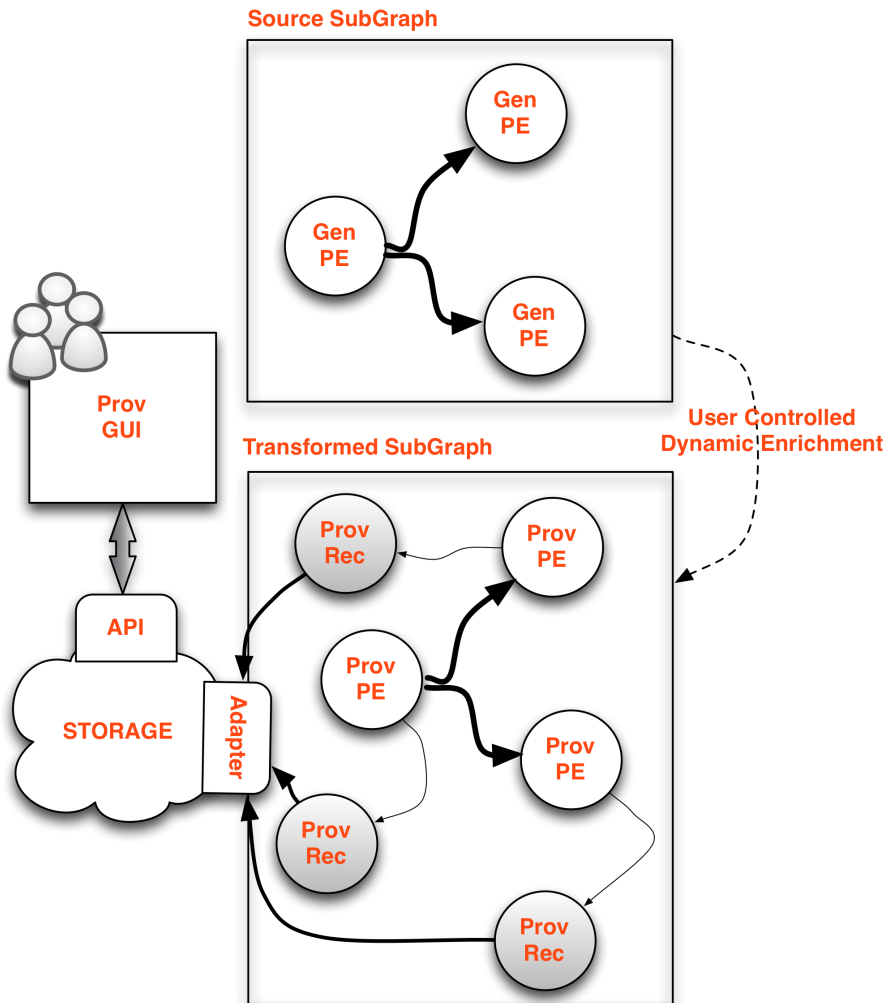 Source SubGraph
Gen
PE
Gen
PE
Gen
PE
Prov
GUI
User Controlled
Dynamic Enrichment
Transformed SubGraph
Prov
Rec
Prov
PE
API
Prov
PE
STORAGE
Adapter
Prov
PE
Prov
Rec
Prov
Rec